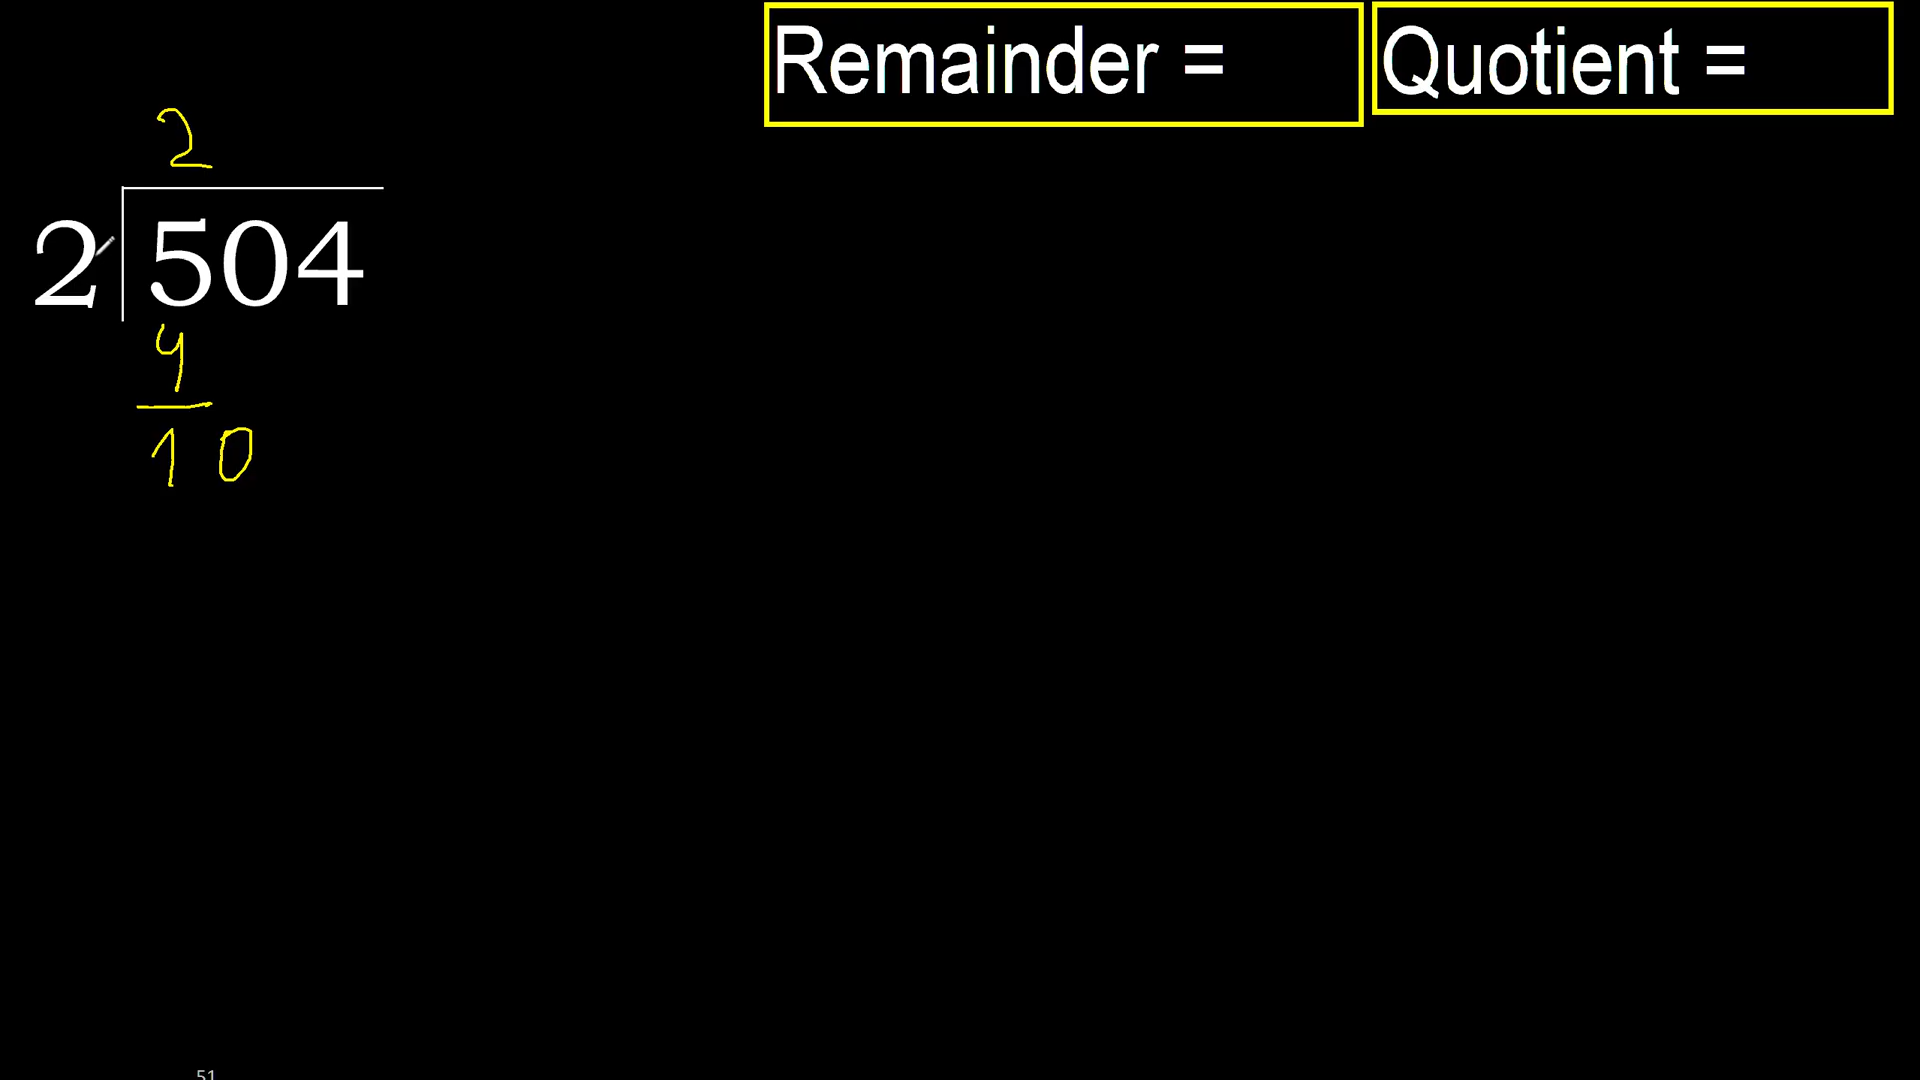 Remainder =
Quotient =
2
2 504
4
10
51